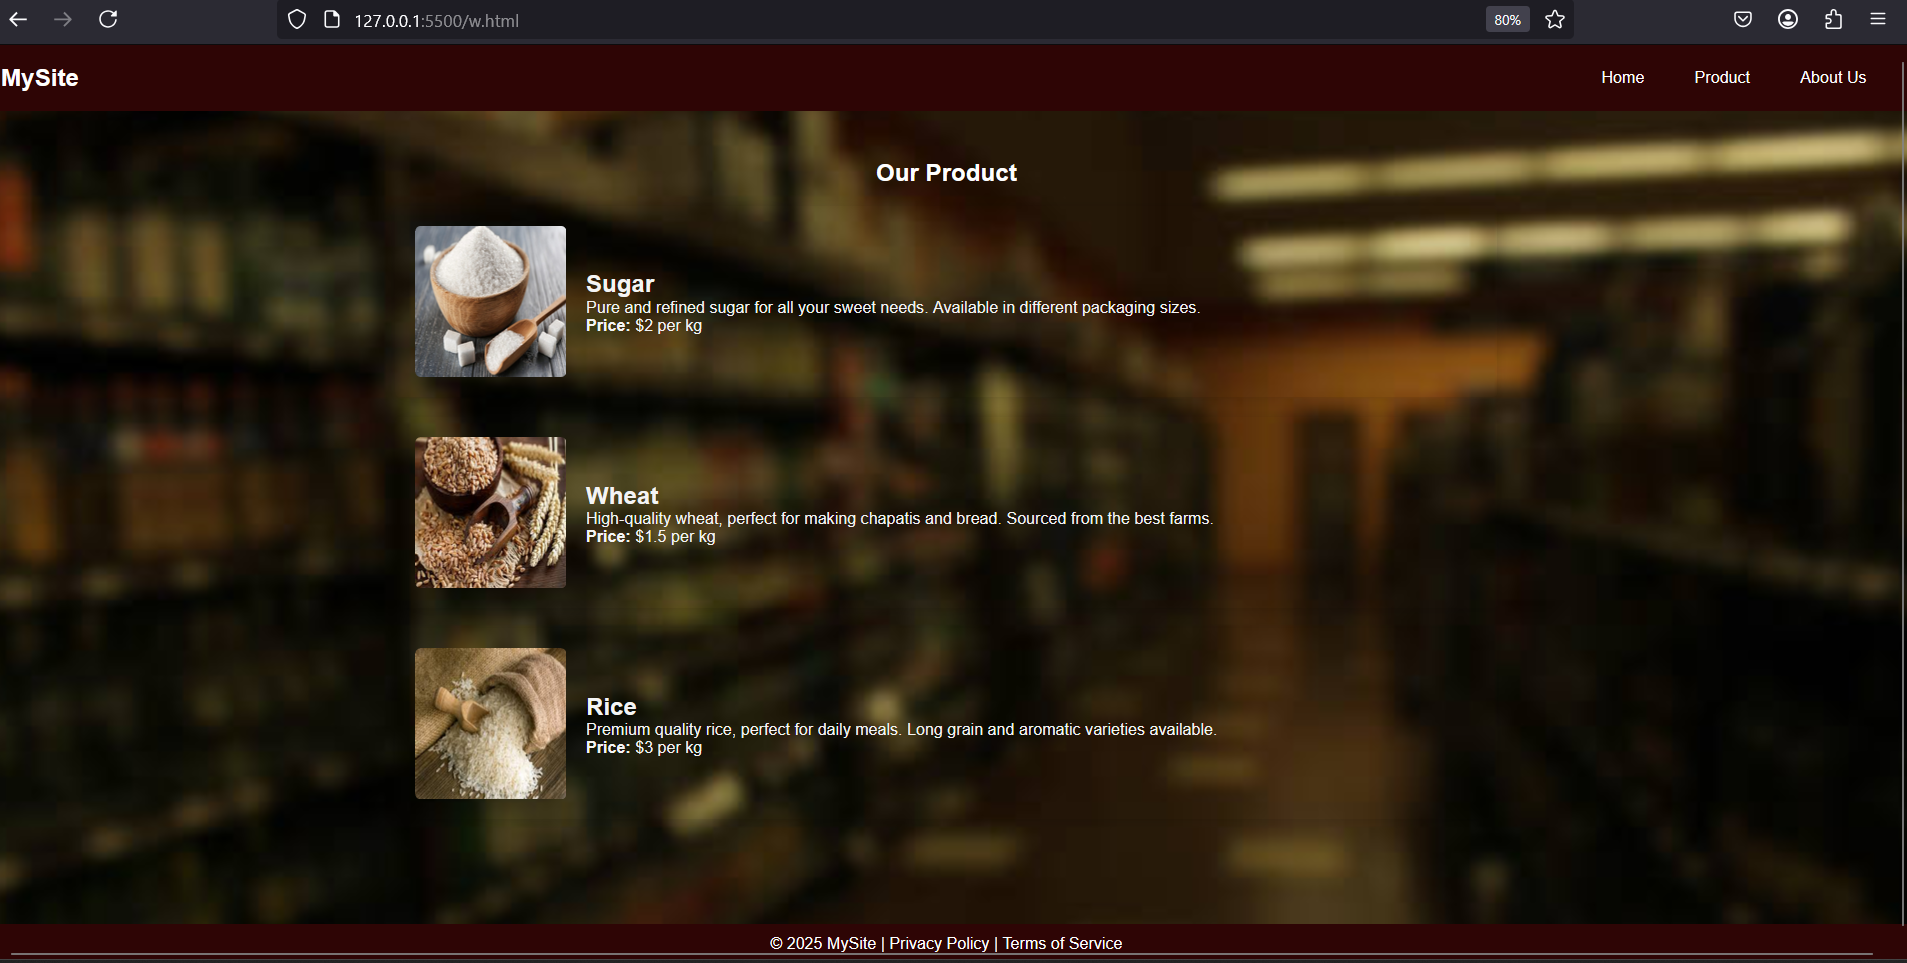 127.0.0.1:5500/w.html
80%
MySite
Home
Product
About Us
Our Product
Sugar
Pure and refined sugar for all your sweet needs. Available in different packaging sizes.
Price: $2 per kg
Wheat
High-quality wheat, perfect for making chapatis and bread. Sourced from the best farms.
Price: $1.5 per kg
Rice
Premium quality rice, perfect for daily meals. Long grain and aromatic varieties available.
Price: $3 per kg
© 2025 MySite | Privacy Policy | Terms of Service